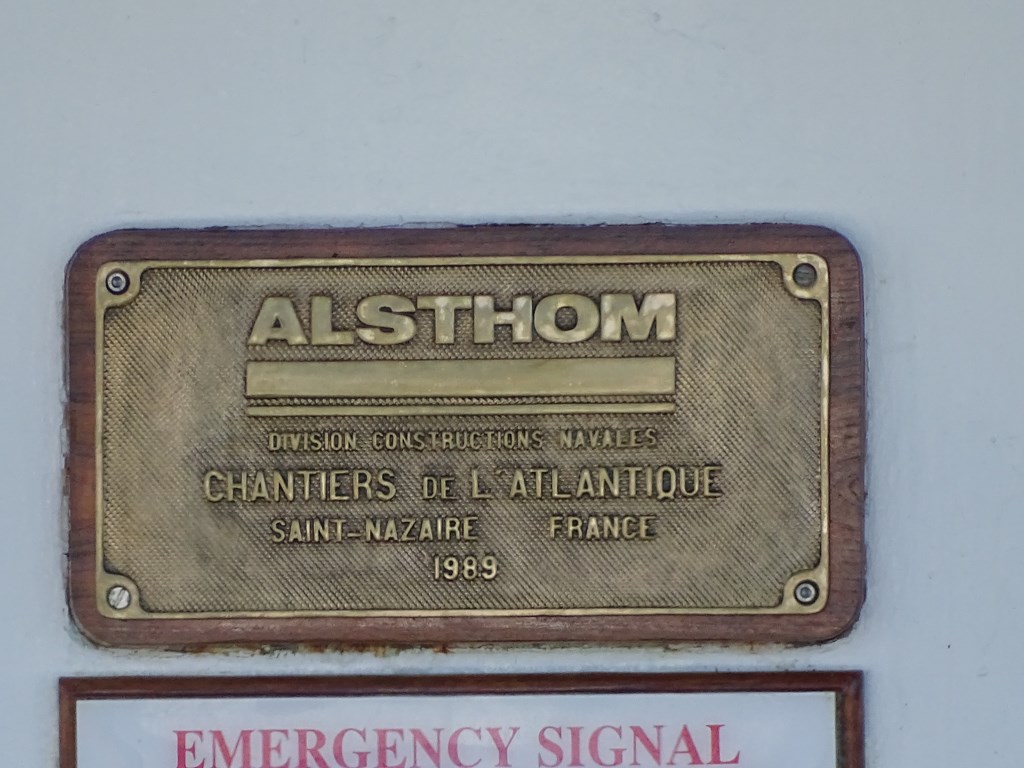 ALSTHOM
DIVISION CONSTRUCTIONS NAVALES
CHANTIERS DE L'ATLANTIQUE
SAINT-NAZAIRE FRANCE
1989
EMERGENCY SIGNAL